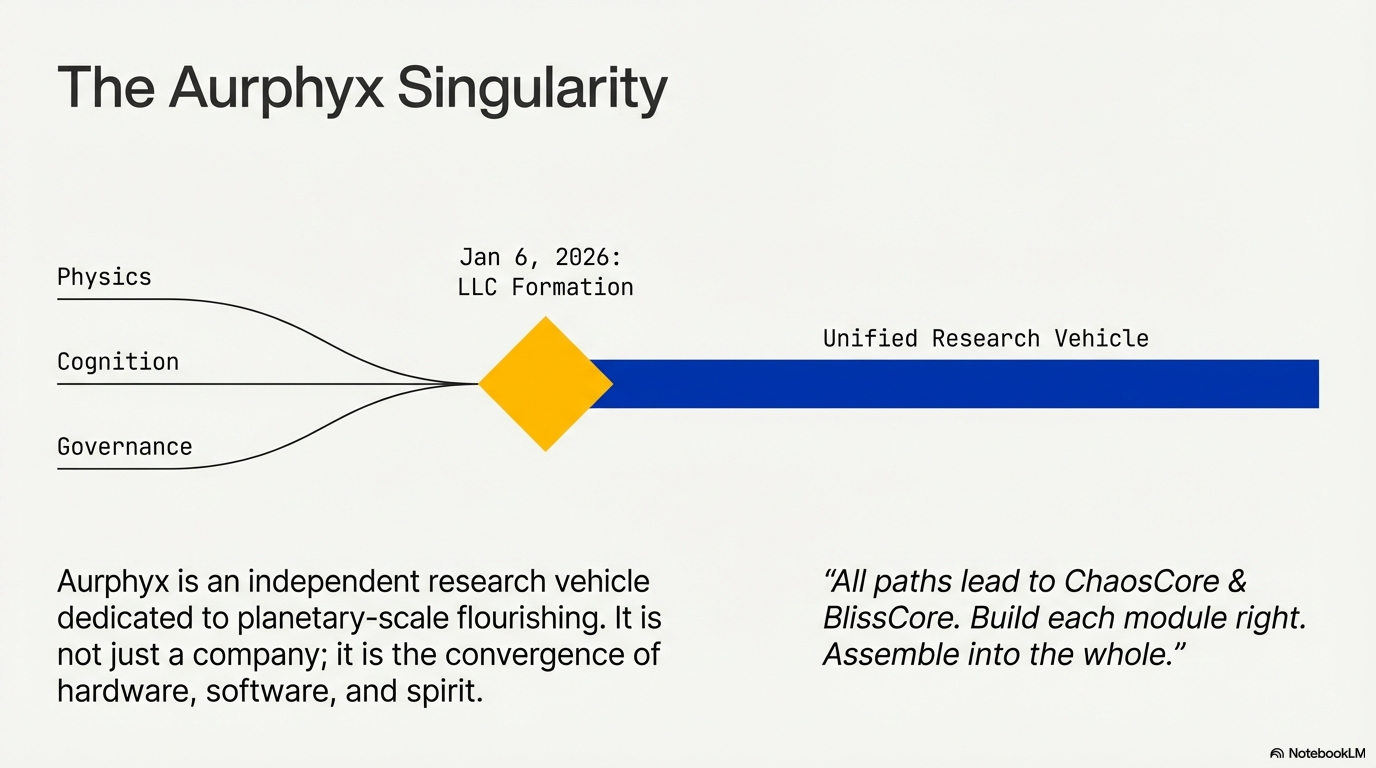 The Aurphyx Singularity
Jan 6, 2026:
LLC Formation
Physics
Cognition
Governance
Unified Research Vehicle
Aurphyx is an independent research vehicle
dedicated to planetary-scale flourishing. It is
not just a company; it is the convergence of
hardware, software, and spirit.
“All paths lead to ChaosCore &
BlissCore. Build each module right.
Assemble into the whole.”
NotebookLM